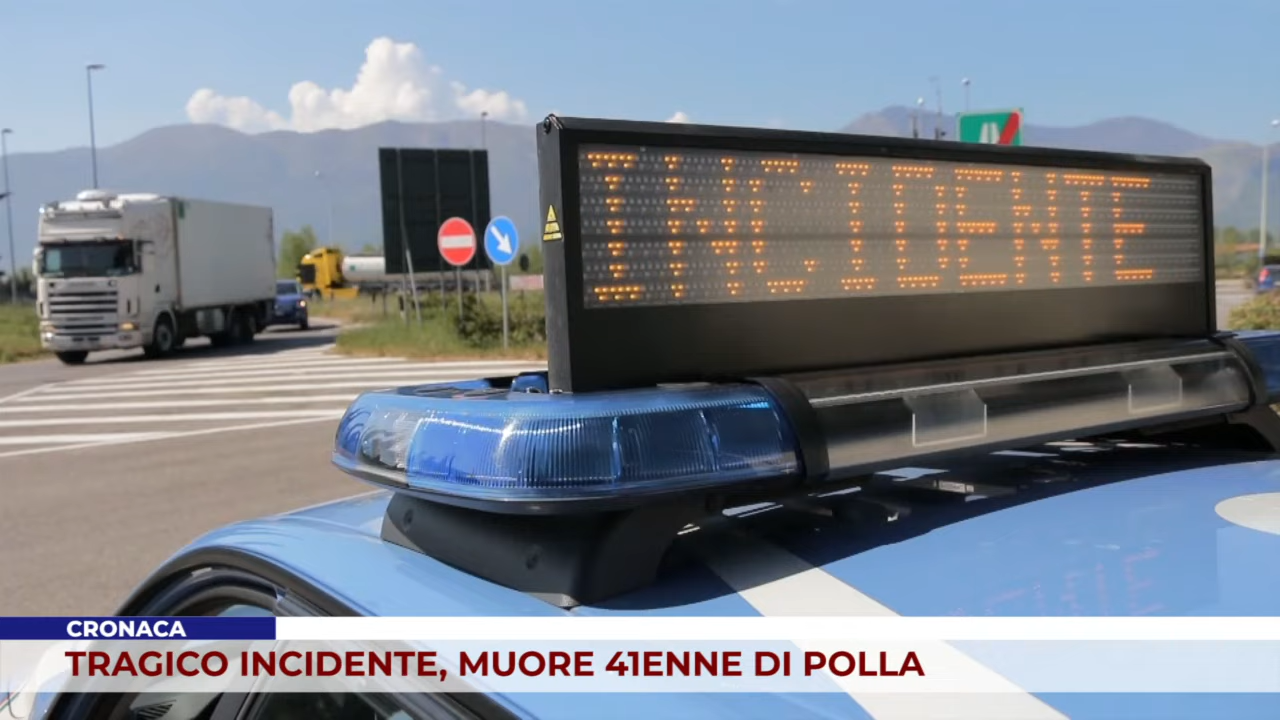 INCIDENTE
CRONACA
TRAGICO INCIDENTE, MUORE 41ENNE DI POLLA